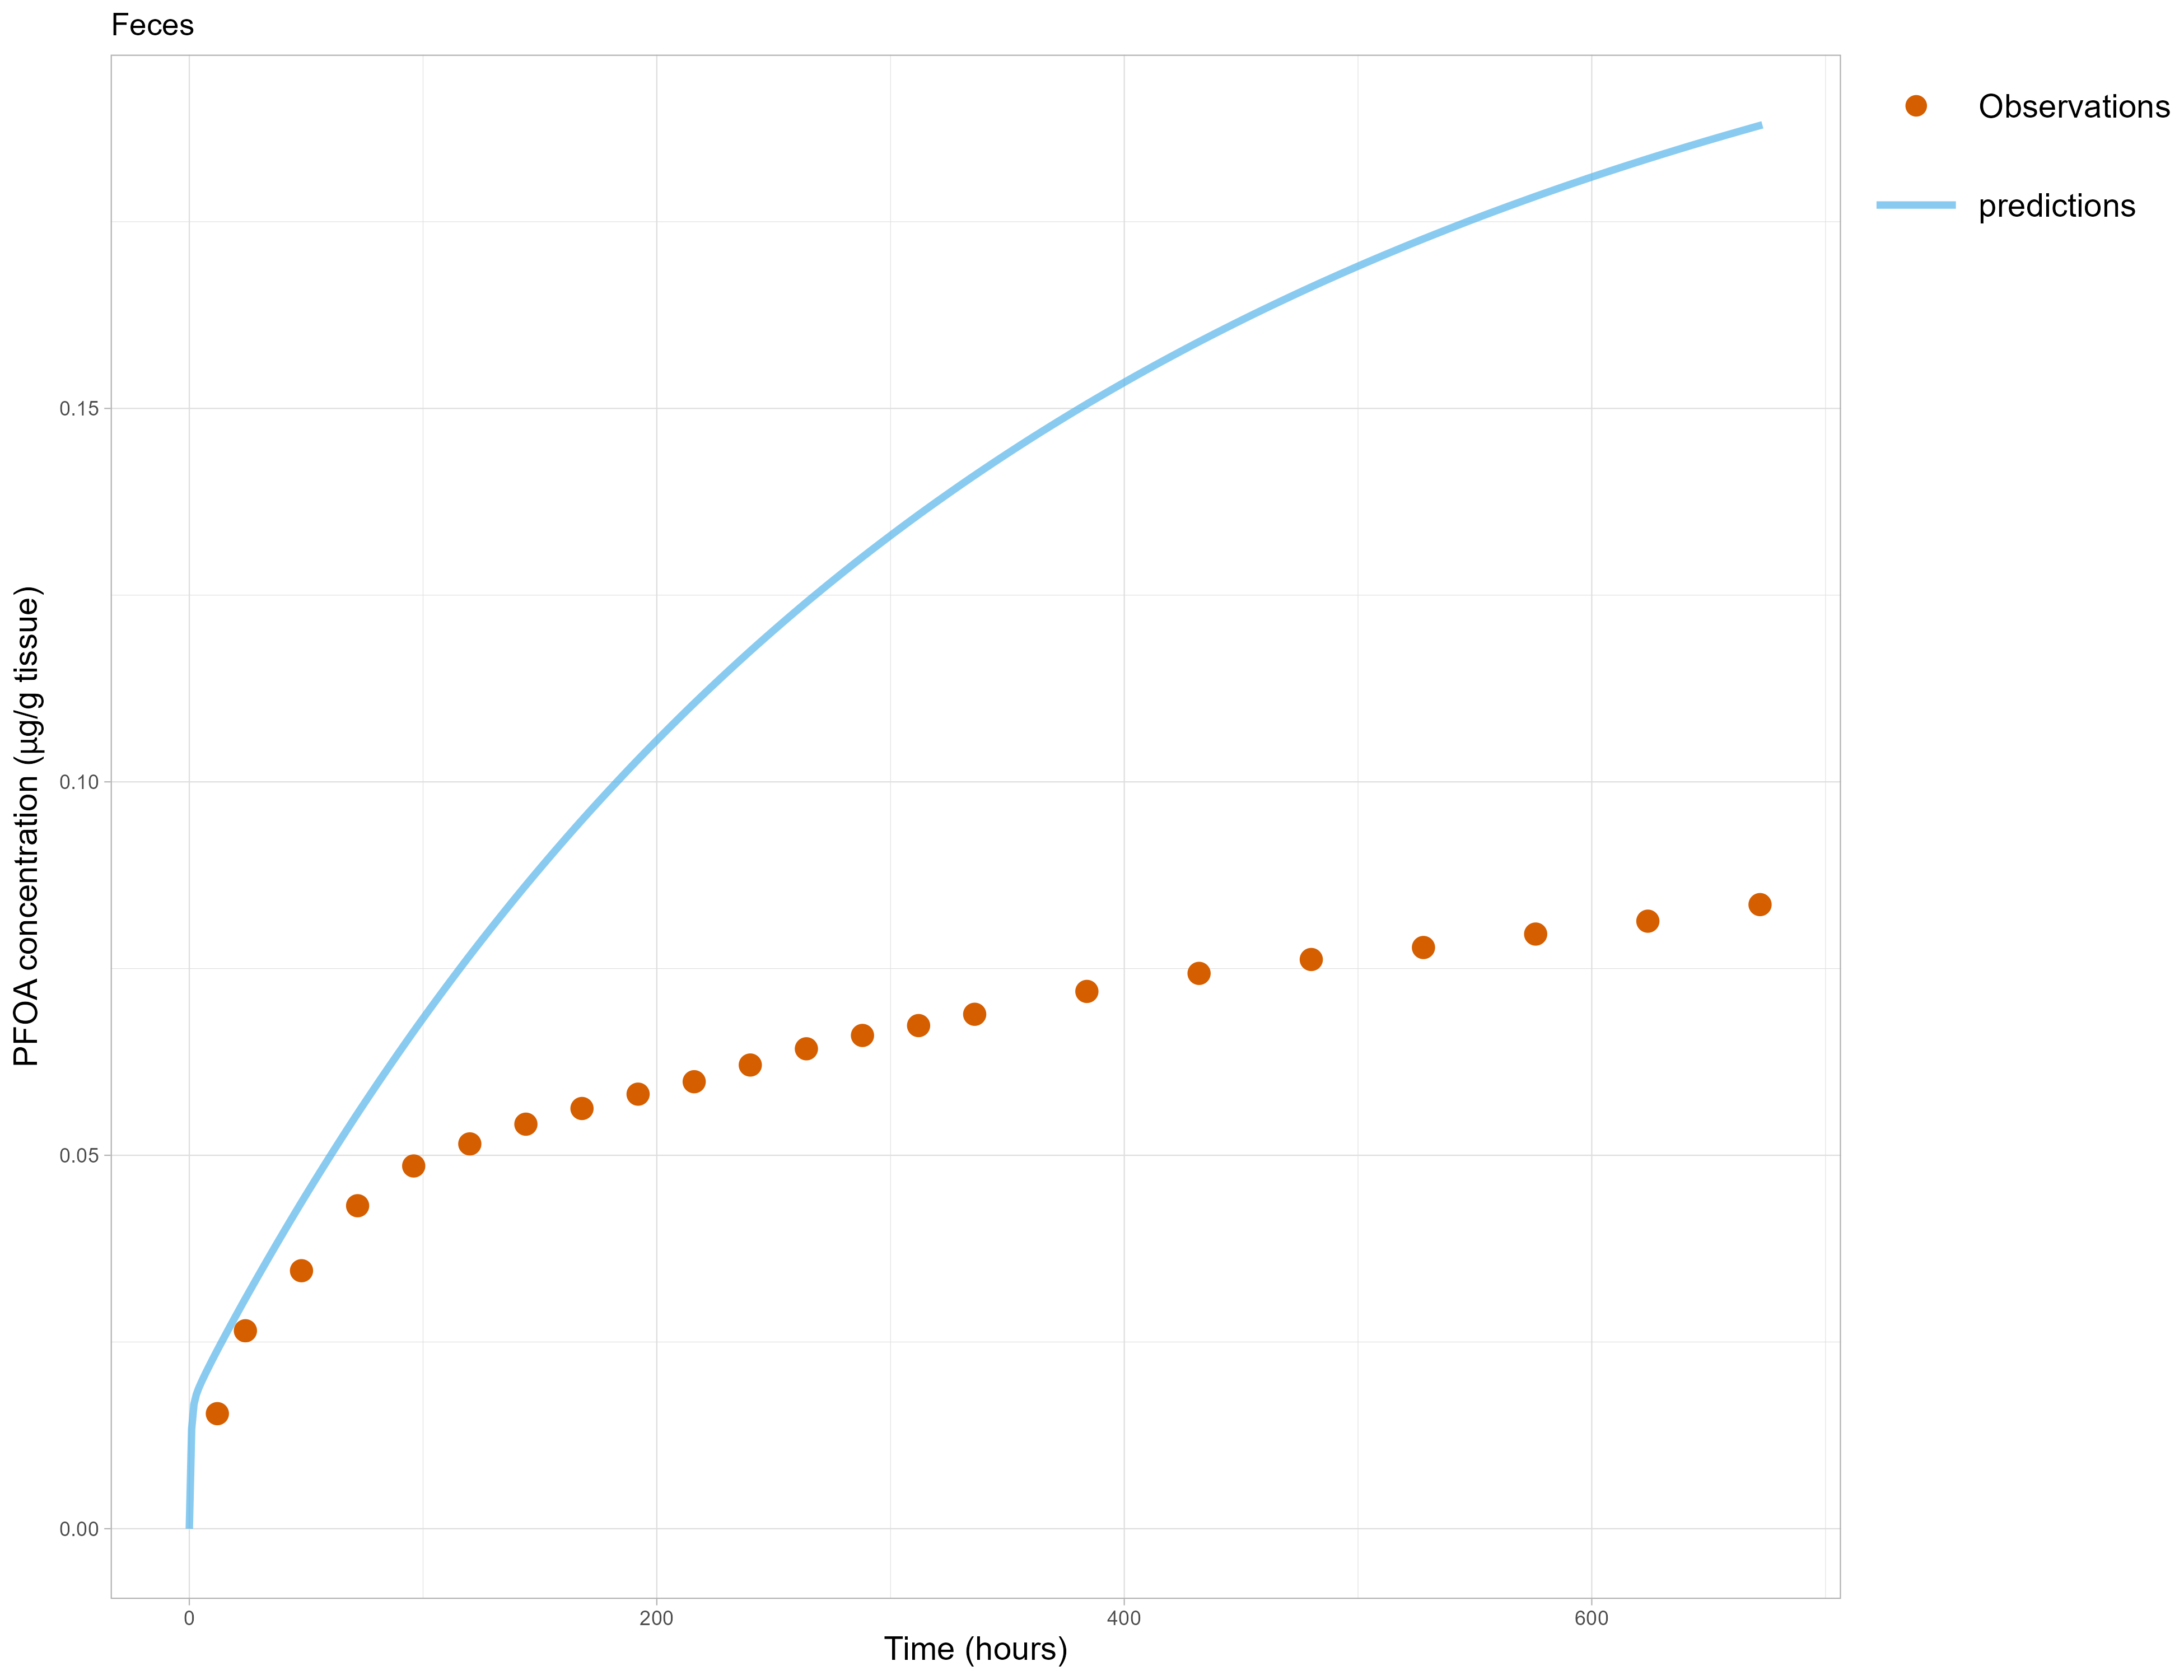 Feces
Observations
predictions
PFOA concentration (µg/g tissue)
0.15
0.10
0.05
0.00
0
200
400
600
Time (hours)